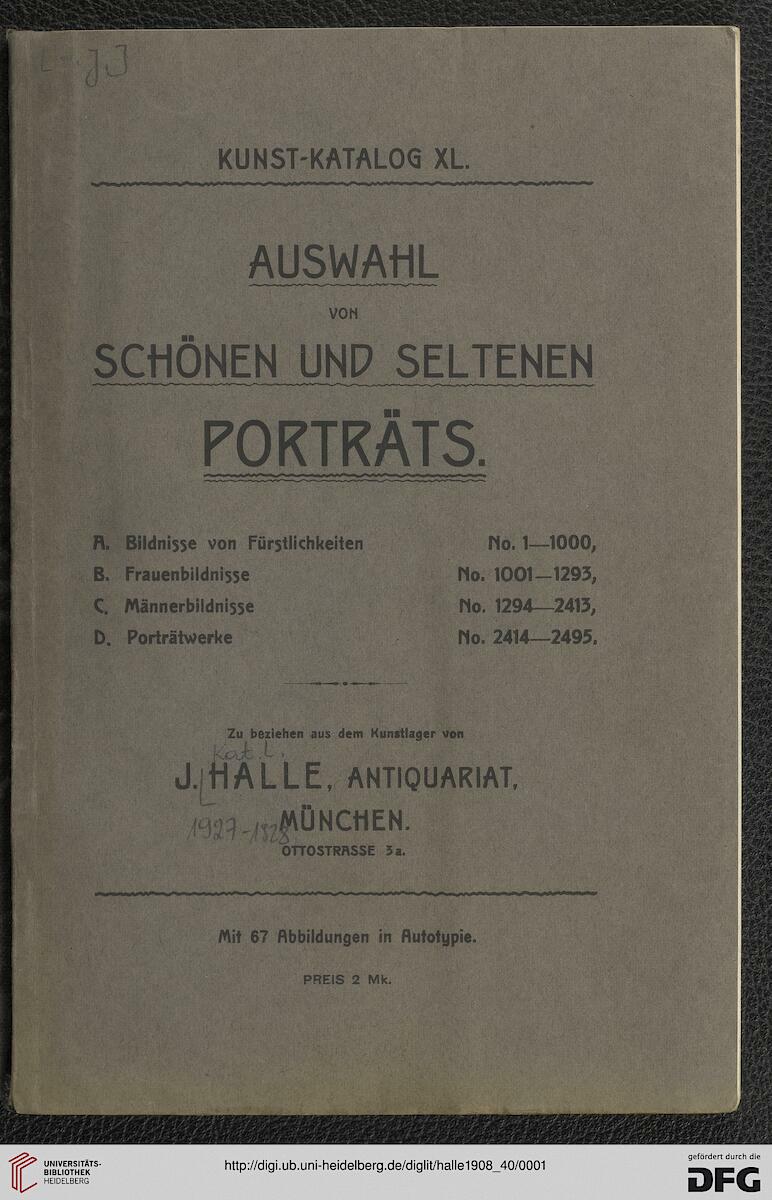 J.]
KUNST-KATALOG XL.
AUSWAHL
VON
SCHÖNEN UND SELTENEN
PORTRÄTS.
A. Bildnisse von Fürstlichkeiten No. 1—1000,
B. Frauenbildnisse No. 1001—1293,
C. Männerbildnisse No. 1294—2413,
D. Porträtwerke No. 2414—2495.
Zu beziehen aus dem Kunstlager von
Kat. L.
J. HALLE, ANTIQUARIAT,
1927-1928
MÜNCHEN.
OTTOSTRASSE 3a.
Mit 67 Abbildungen in Autotypie.
PREIS 2 Mk.
UNIVERSITÄTS-
BIBLIOTHEK
HEIDELBERG
http://digi.ub.uni-heidelberg.de/diglit/halle1908_40/0001
gefördert durch die
DFG